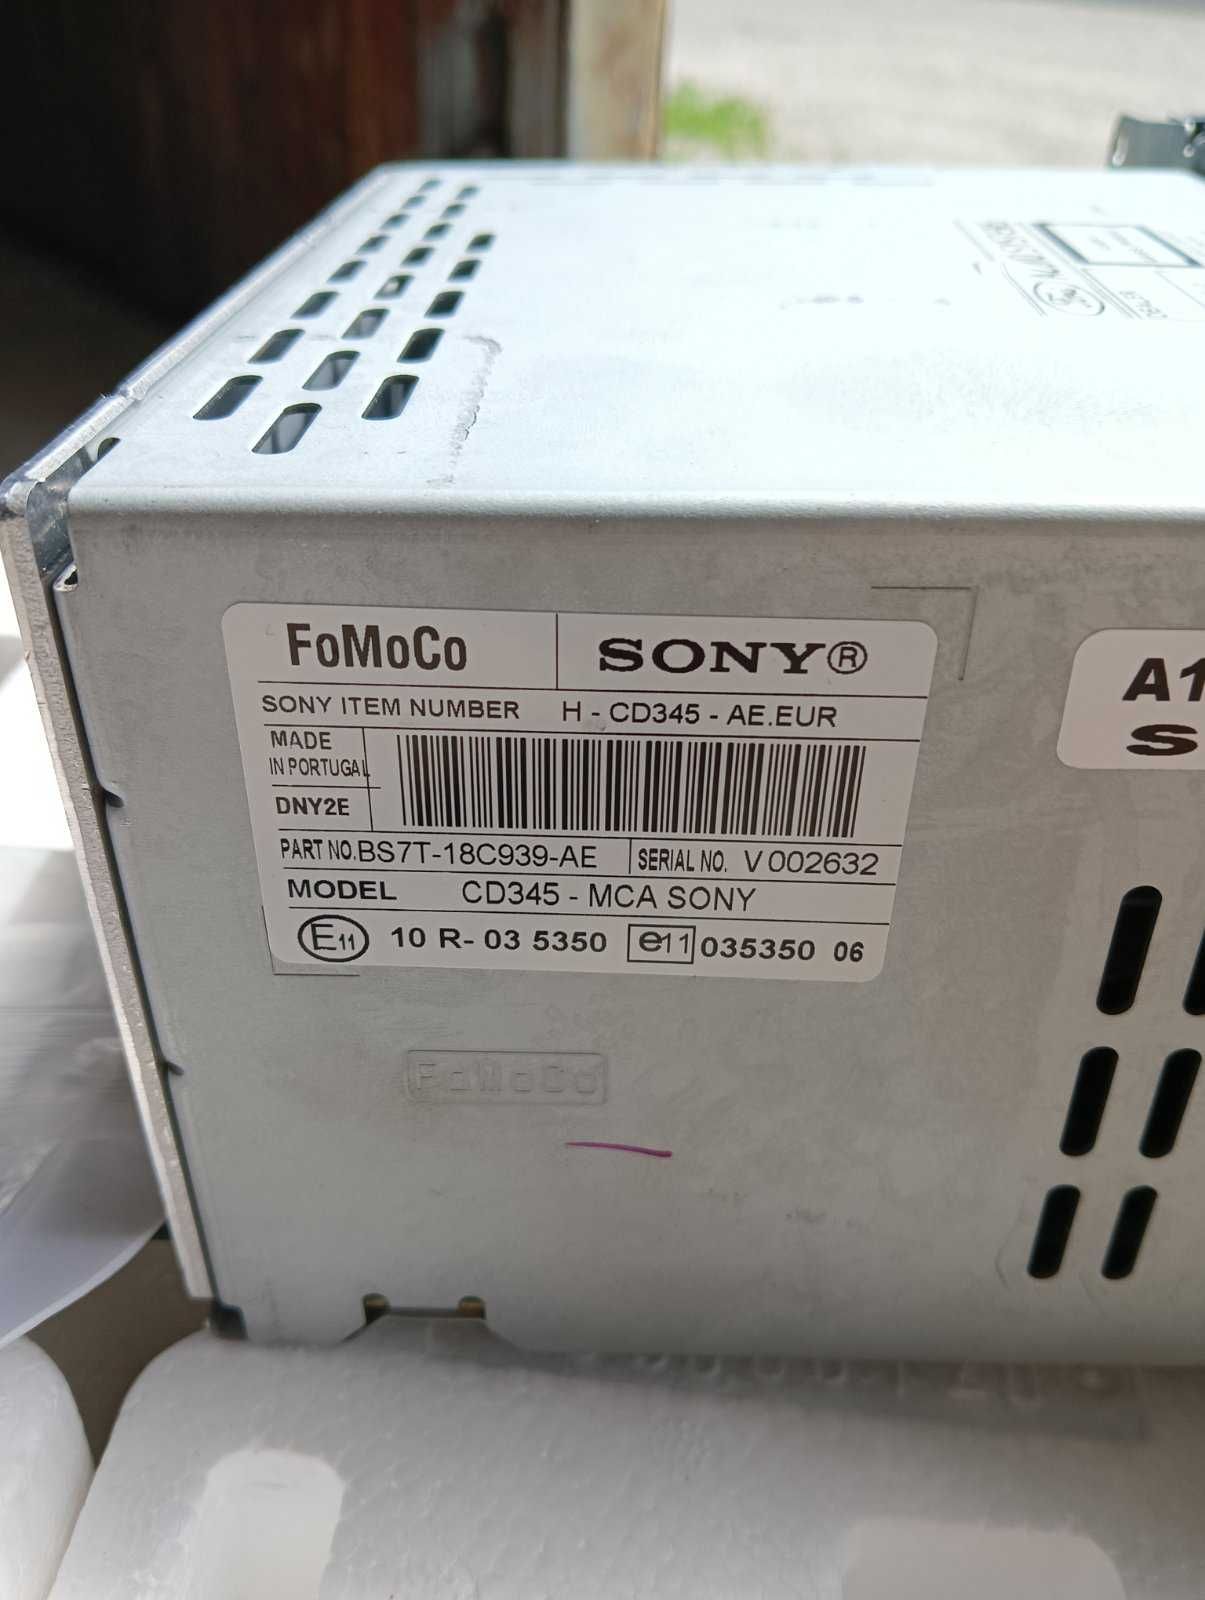 FoMoCo SONY®
SONY ITEM NUMBER H - CD345 - AE.EUR
MADE
IN PORTUGAL
DNY2E
PART NO.BS7T-18C939-AE SERIAL NO. V 002632
MODEL CD345 - MCA SONY
E11 10 R- 03 5350 e11 035350 06
A1
S
FoMoCo